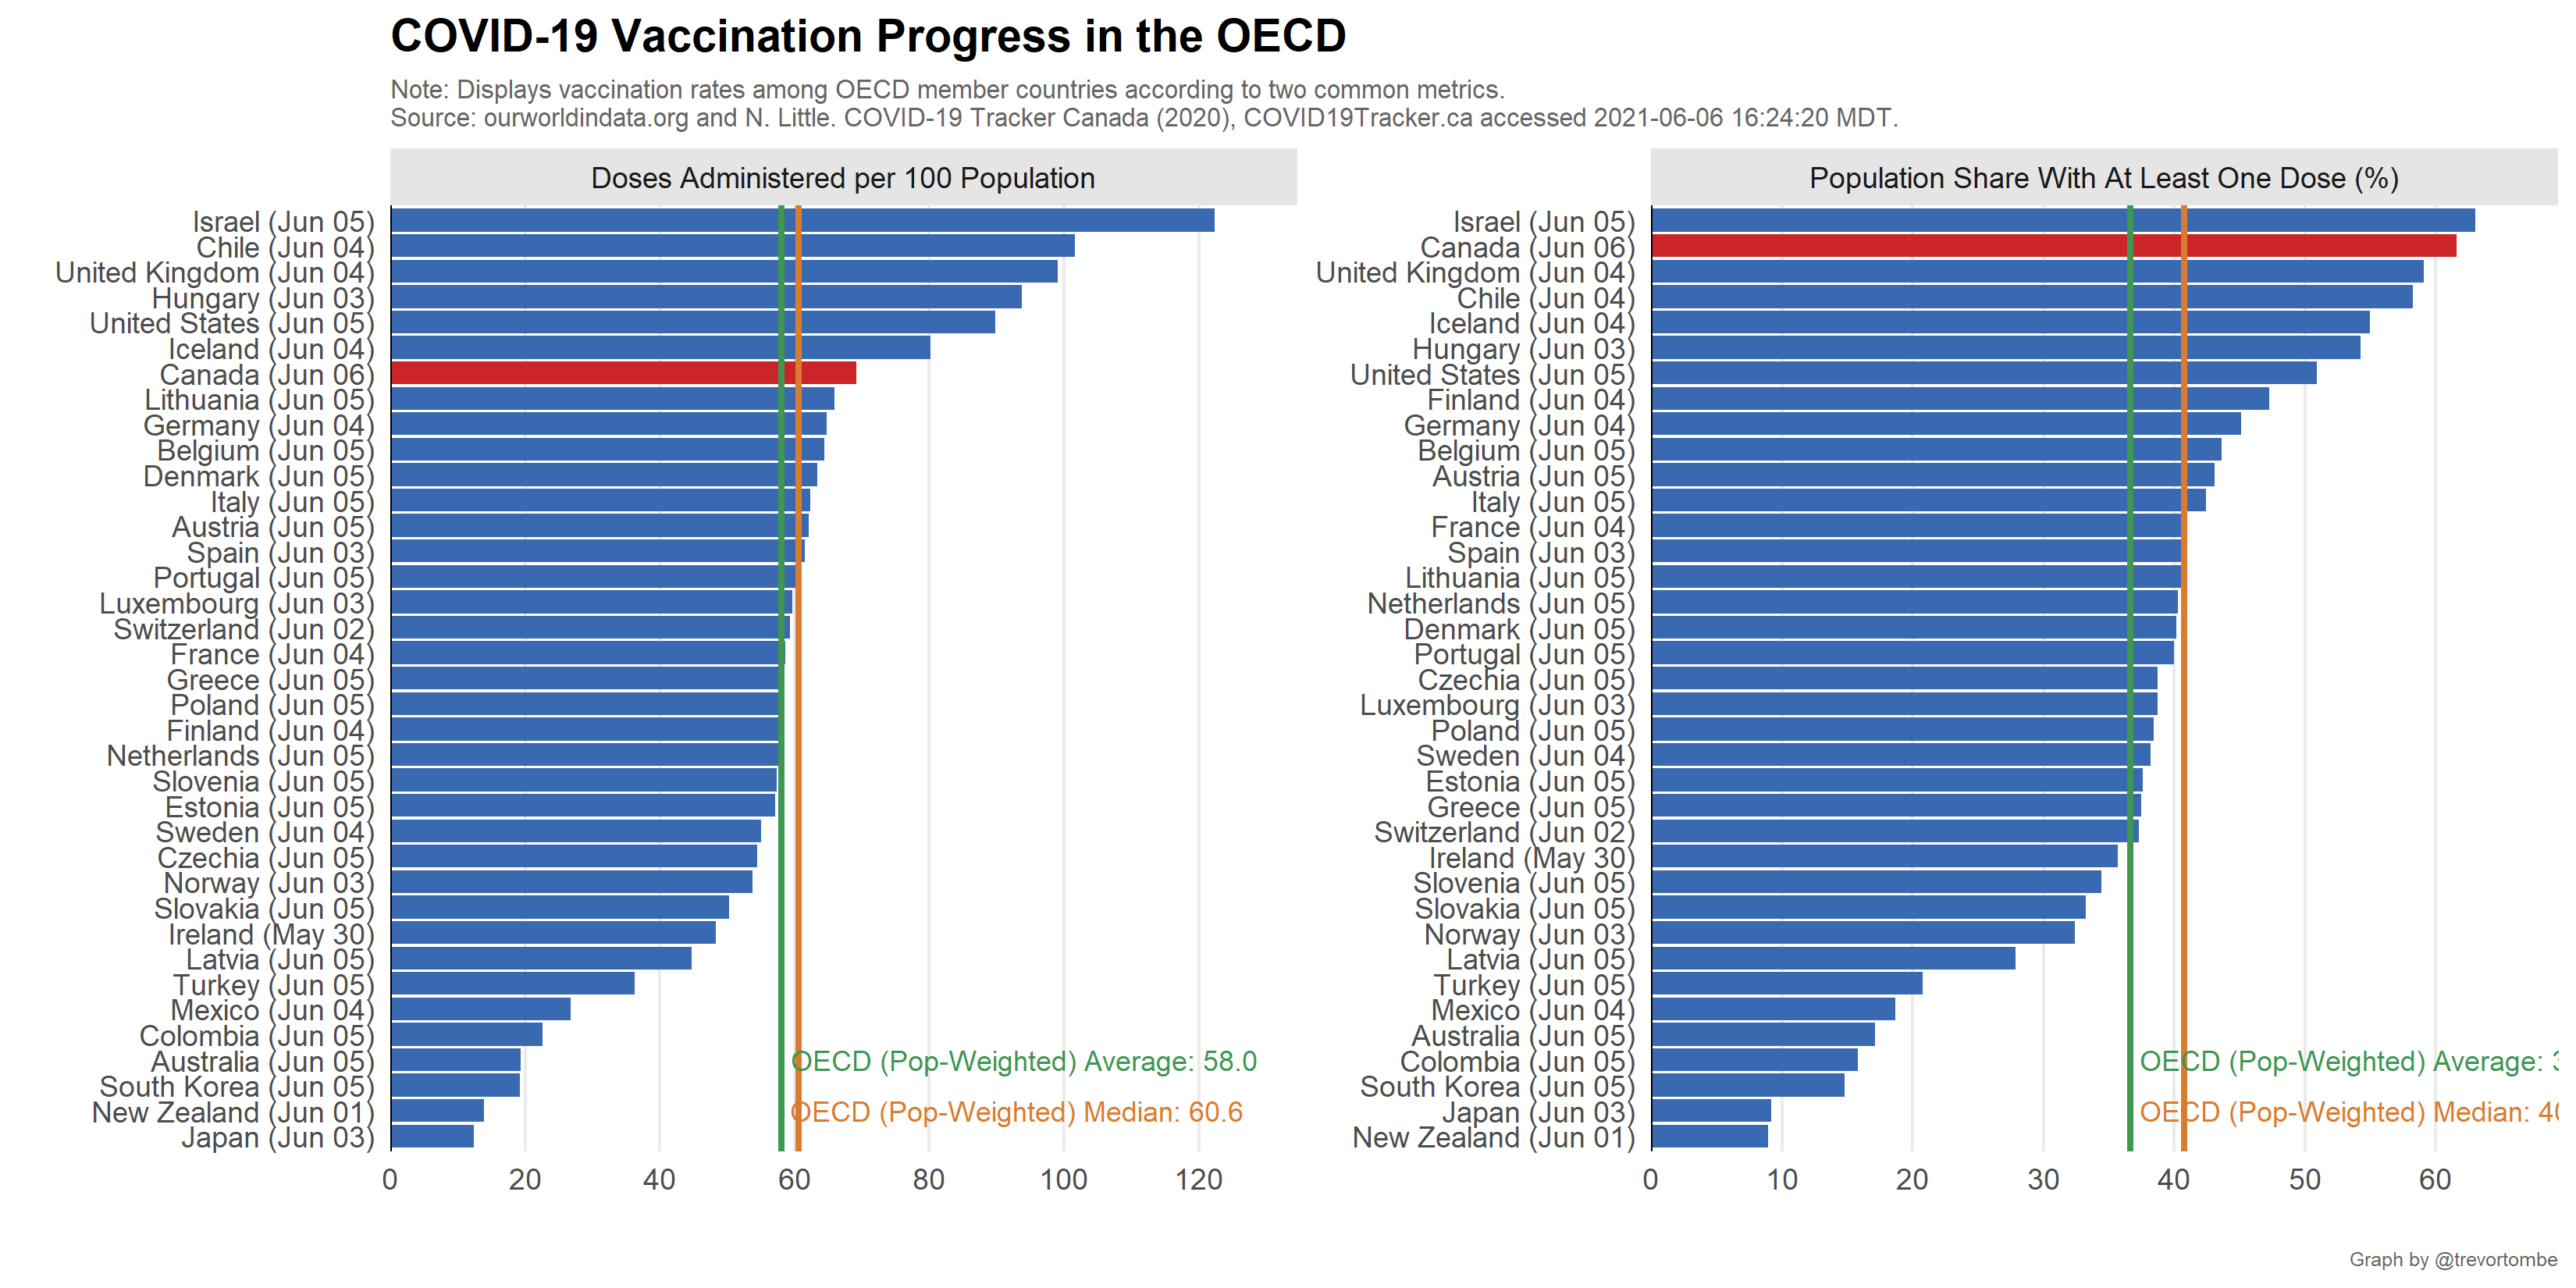 COVID-19 Vaccination Progress in the OECD
Note: Displays vaccination rates among OECD member countries according to two common metrics.
Source: ourworldindata.org and N. Little. COVID-19 Tracker Canada (2020), COVID19Tracker.ca accessed 2021-06-06 16:24:20 MDT.
Doses Administered per 100 Population
Israel (Jun 05)
Chile (Jun 04)
United Kingdom (Jun 04)
Hungary (Jun 03)
United States (Jun 05)
Iceland (Jun 04)
Canada (Jun 06)
Lithuania (Jun 05)
Germany (Jun 04)
Belgium (Jun 05)
Denmark (Jun 05)
Italy (Jun 05)
Austria (Jun 05)
Spain (Jun 03)
Portugal (Jun 05)
Luxembourg (Jun 03)
Switzerland (Jun 02)
France (Jun 04)
Greece (Jun 05)
Poland (Jun 05)
Finland (Jun 04)
Netherlands (Jun 05)
Slovenia (Jun 05)
Estonia (Jun 05)
Sweden (Jun 04)
Czechia (Jun 05)
Norway (Jun 03)
Slovakia (Jun 05)
Ireland (May 30)
Latvia (Jun 05)
Turkey (Jun 05)
Mexico (Jun 04)
Colombia (Jun 05)
Australia (Jun 05)
South Korea (Jun 05)
New Zealand (Jun 01)
Japan (Jun 03)
OECD (Pop-Weighted) Average: 58.0
OECD (Pop-Weighted) Median: 60.6
0 20 40 60 80 100 120
Population Share With At Least One Dose (%)
Israel (Jun 05)
Canada (Jun 06)
United Kingdom (Jun 04)
Chile (Jun 04)
Iceland (Jun 04)
Hungary (Jun 03)
United States (Jun 05)
Finland (Jun 04)
Germany (Jun 04)
Belgium (Jun 05)
Austria (Jun 05)
Italy (Jun 05)
France (Jun 04)
Spain (Jun 03)
Lithuania (Jun 05)
Netherlands (Jun 05)
Denmark (Jun 05)
Portugal (Jun 05)
Czechia (Jun 05)
Luxembourg (Jun 03)
Poland (Jun 05)
Sweden (Jun 04)
Estonia (Jun 05)
Greece (Jun 05)
Switzerland (Jun 02)
Ireland (May 30)
Slovenia (Jun 05)
Slovakia (Jun 05)
Norway (Jun 03)
Latvia (Jun 05)
Turkey (Jun 05)
Mexico (Jun 04)
Australia (Jun 05)
Colombia (Jun 05)
South Korea (Jun 05)
Japan (Jun 03)
New Zealand (Jun 01)
OECD (Pop-Weighted) Average:
OECD (Pop-Weighted) Median:
0 10 20 30 40 50 60
Graph by @trevortombe